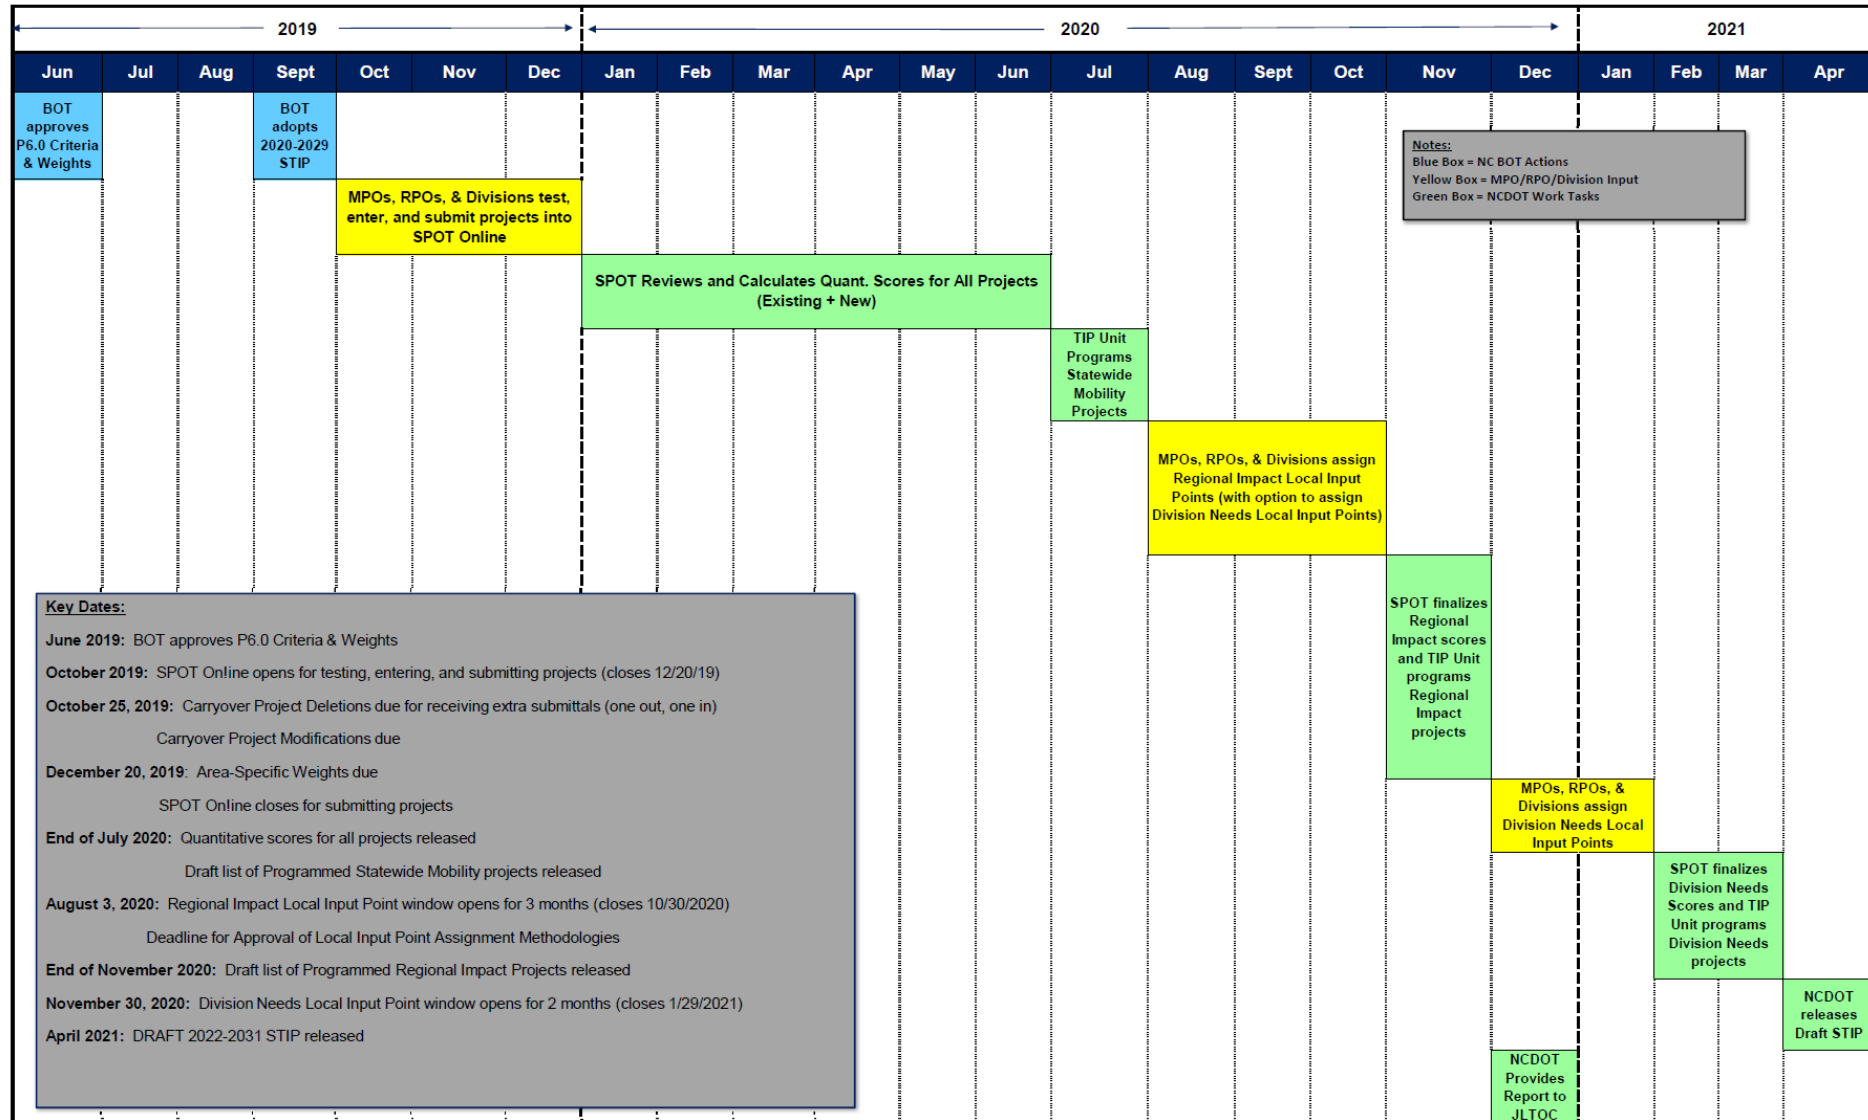 2019
2020
2021
Jun Jul Aug Sept Oct Nov Dec Jan Feb Mar Apr May Jun Jul Aug Sept Oct Nov Dec Jan Feb Mar Apr
BOT
approves
P6.0 Criteria
& Weights
BOT
adopts
2020-2029
STIP
Notes:
Blue Box = NC BOT Actions
Yellow Box = MPO/RPO/Division Input
Green Box = NCDOT Work Tasks
MPOs, RPOs, & Divisions test,
enter, and submit projects into
SPOT Online
SPOT Reviews and Calculates Quant. Scores for All Projects
(Existing + New)
TIP Unit
Programs
Statewide
Mobility
Projects
MPOs, RPOs, & Divisions assign
Regional Impact Local Input
Points (with option to assign
Division Needs Local Input Points)
SPOT finalizes
Regional
Impact scores
and TIP Unit
programs
Regional
Impact
projects
MPOs, RPOs, &
Divisions assign
Division Needs Local
Input Points
SPOT finalizes
Division Needs
Scores and TIP
Unit programs
Division Needs
projects
NCDOT
releases
Draft STIP
NCDOT
Provides
Report to
JLTOC
Key Dates:
June 2019: BOT approves P6.0 Criteria & Weights
October 2019: SPOT On!ine opens for testing, entering, and submitting projects (closes 12/20/19)
October 25, 2019: Carryover Project Deletions due for receiving extra submittals (one out, one in)
Carryover Project Modifications due
December 20, 2019: Area-Specific Weights due
SPOT On!ine closes for submitting projects
End of July 2020: Quantitative scores for all projects released
Draft list of Programmed Statewide Mobility projects released
August 3, 2020: Regional Impact Local Input Point window opens for 3 months (closes 10/30/2020)
Deadline for Approval of Local Input Point Assignment Methodologies
End of November 2020: Draft list of Programmed Regional Impact Projects released
November 30, 2020: Division Needs Local Input Point window opens for 2 months (closes 1/29/2021)
April 2021: DRAFT 2022-2031 STIP released